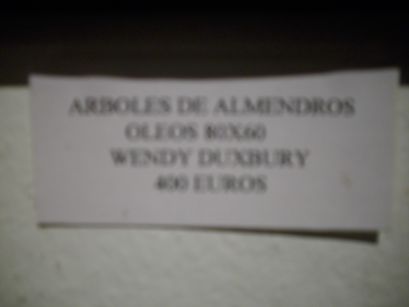 ARBOLES DE ALMENDROS
OLEOS 80X60
WENDY DUXBURY
400 EUROS